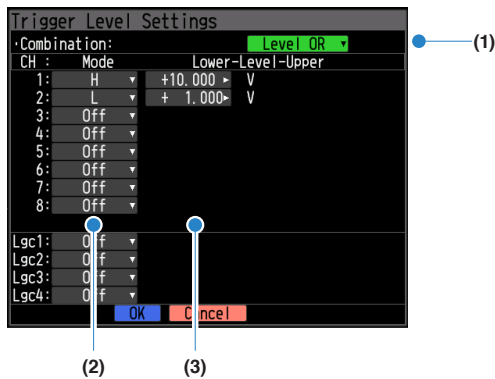 Trigger Level Settings
·Combination: Level OR ▼ (1)
CH : Mode Lower-Level-Upper
1: H ▼ +10.000 ► V
2: L ▼ + 1.000► V
3: Off ▼
4: Off ▼
5: Off ▼
6: Off ▼
7: Off ▼
8: Off ▼
Lgc1: Off ▼
Lgc2: Off ▼
Lgc3: Off ▼
Lgc4: Off ▼
OK Cancel
(2) (3)